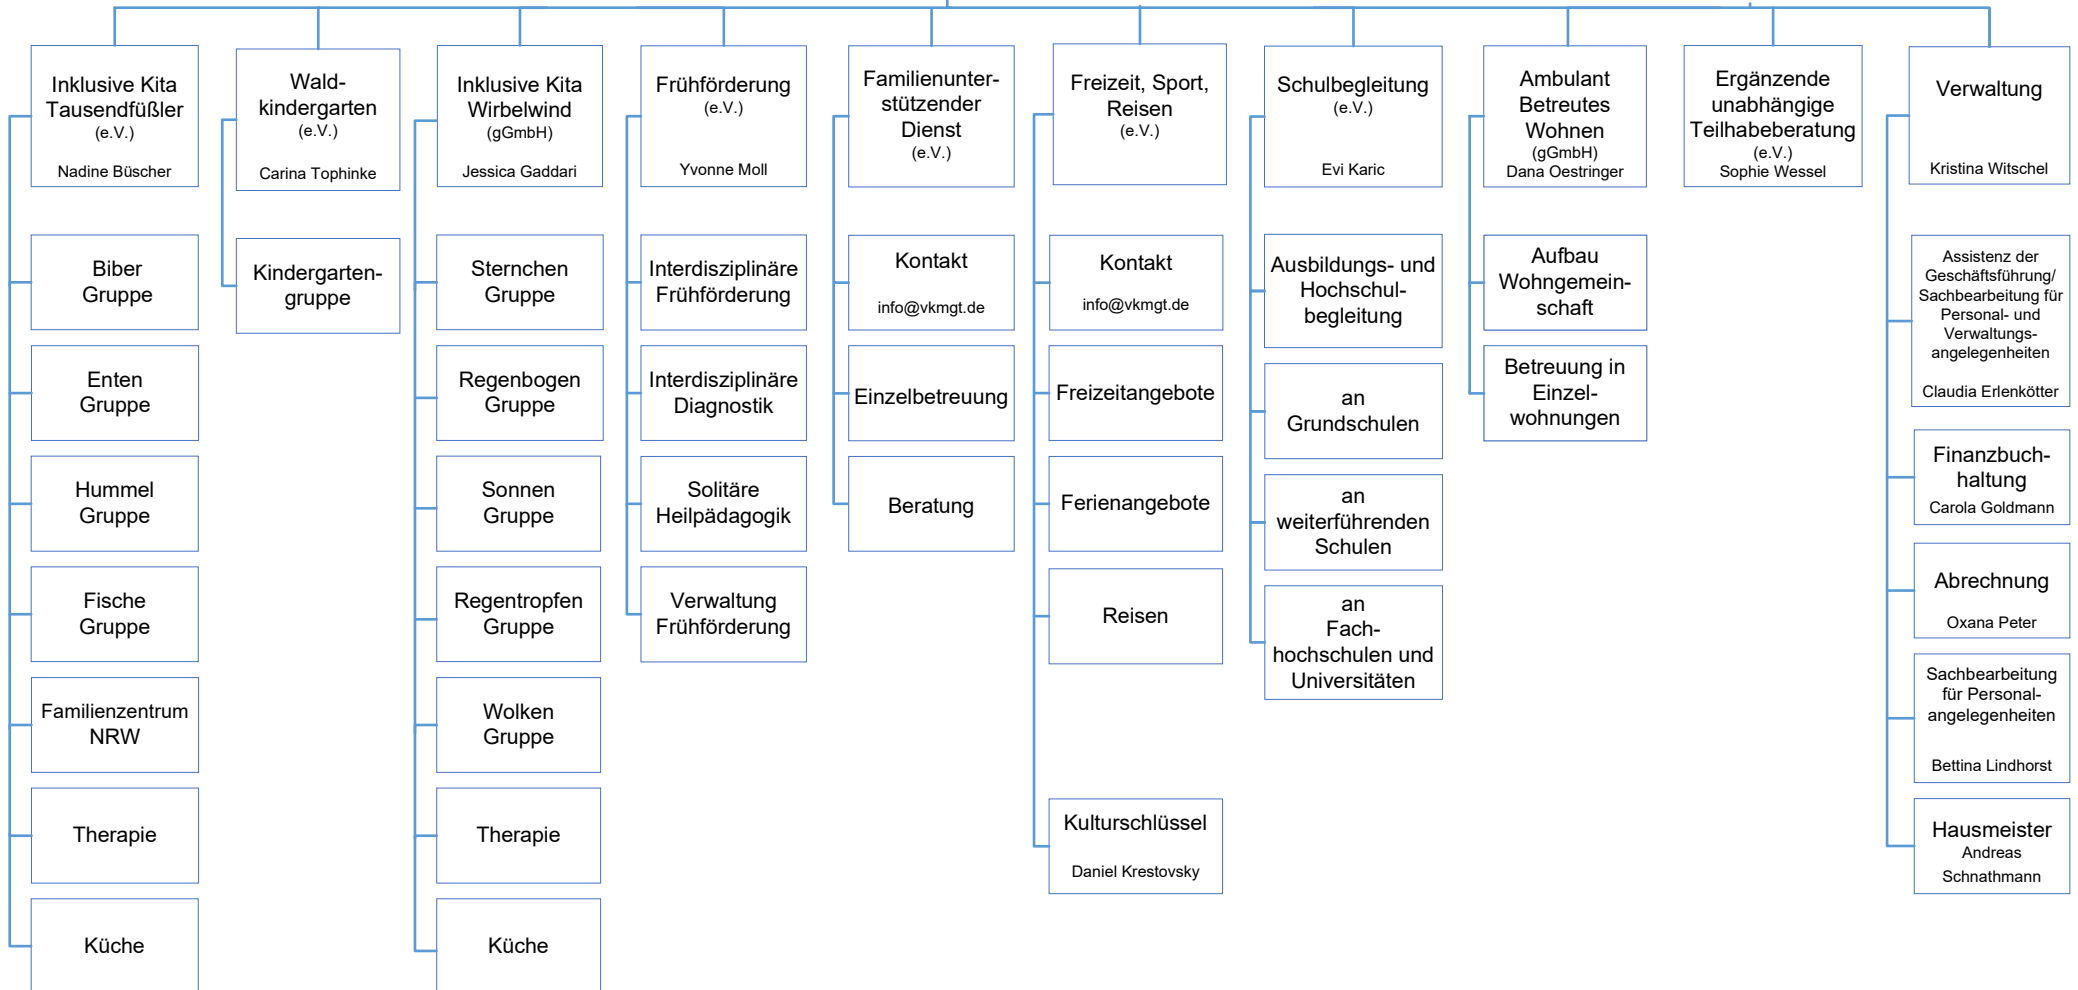 Inklusive Kita
Tausendfüßler
(e.V.)
Nadine Büscher
Biber
Gruppe
Enten
Gruppe
Hummel
Gruppe
Fische
Gruppe
Familienzentrum
NRW
Therapie
Küche
Wald-
kindergarten
(e.V.)
Carina Tophinke
Kindergarten-
gruppe
Inklusive Kita
Wirbelwind
(gGmbH)
Jessica Gaddari
Sternchen
Gruppe
Regenbogen
Gruppe
Sonnen
Gruppe
Regentropfen
Gruppe
Wolken
Gruppe
Therapie
Küche
Frühförderung
(e.V.)
Yvonne Moll
Interdisziplinäre
Frühförderung
Interdisziplinäre
Diagnostik
Solitäre
Heilpädagogik
Verwaltung
Frühförderung
Familienunter-
stützender
Dienst
(e.V.)
Kontakt
info@vkmgt.de
Einzelbetreuung
Beratung
Freizeit, Sport,
Reisen
(e.V.)
Kontakt
info@vkmgt.de
Freizeitangebote
Ferienangebote
Reisen
Kulturschlüssel
Daniel Krestovsky
Schulbegleitung
(e.V.)
Evi Karic
Ausbildungs- und
Hochschul-
begleitung
an
Grundschulen
an
weiterführenden
Schulen
an
Fach-
hochschulen und
Universitäten
Ambulant
Betreutes
Wohnen
(gGmbH)
Dana Oestringer
Aufbau
Wohngemein-
schaft
Betreuung in
Einzel-
wohnungen
Ergänzende
unabhängige
Teilhabeberatung
(e.V.)
Sophie Wessel
Verwaltung
Kristina Witschel
Assistenz der
Geschäftsführung/
Sachbearbeitung für
Personal- und
Verwaltungs-
angelegenheiten
Claudia Erlenkötter
Finanzbuch-
haltung
Carola Goldmann
Abrechnung
Oxana Peter
Sachbearbeitung
für Personal-
angelegenheiten
Bettina Lindhorst
Hausmeister
Andreas
Schnathmann